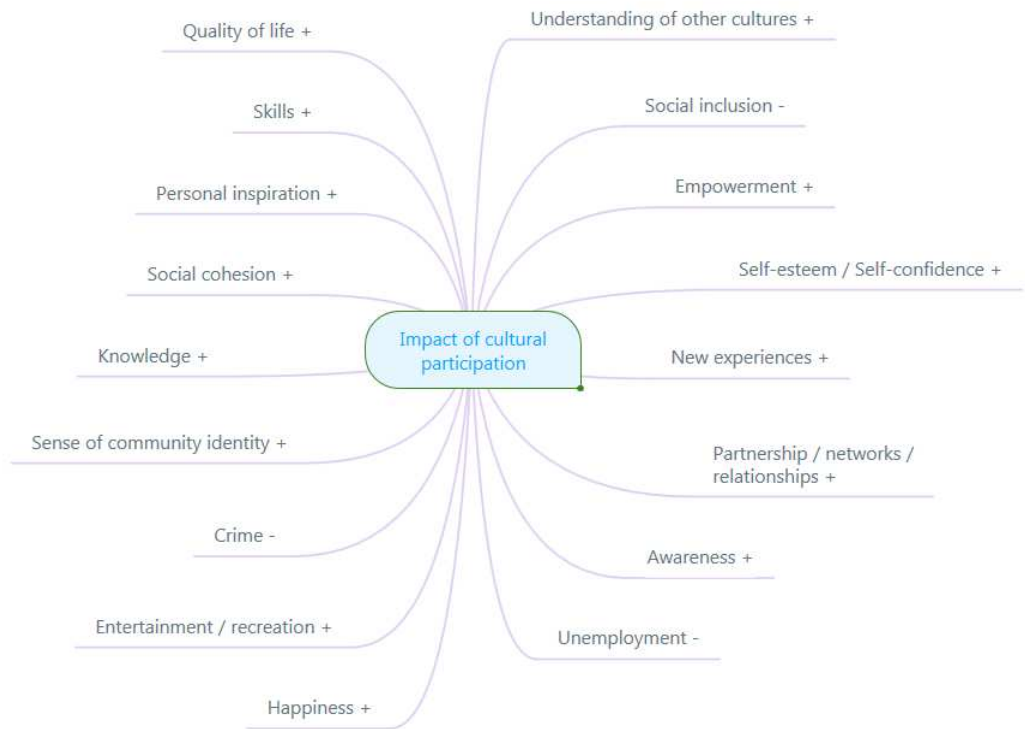 Quality of life +
Understanding of other cultures +
Skills +
Social inclusion -
Personal inspiration +
Empowerment +
Social cohesion +
Self-esteem / Self-confidence +
Impact of cultural
participation
Knowledge +
New experiences +
Sense of community identity +
Partnership / networks /
relationships +
Crime -
Awareness +
Entertainment / recreation +
Unemployment -
Happiness +